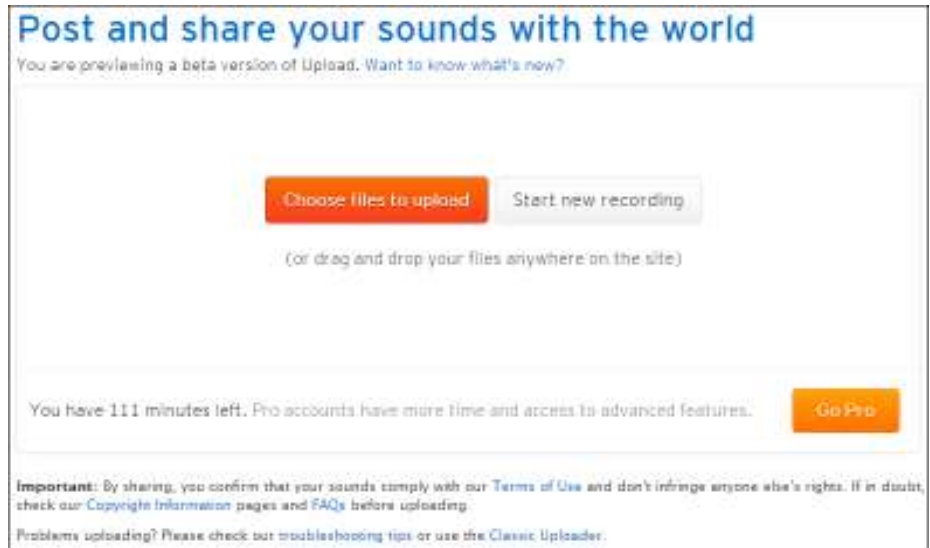 Post and share your sounds with the world
You are previewing a beta version of Upload. Want to know what's new?
Choose files to upload
Start new recording
(or drag and drop your files anywhere on the site)
You have 111 minutes left. Pro accounts have more time and access to advanced features.
Go Pro
Important: By sharing, you confirm that your sounds comply with our Terms of Use and don't infringe anyone else's rights. If in doubt,
check our Copyright Information pages and FAQs before uploading.
Problems uploading? Please check our troubleshooting tips or use the Classic Uploader.